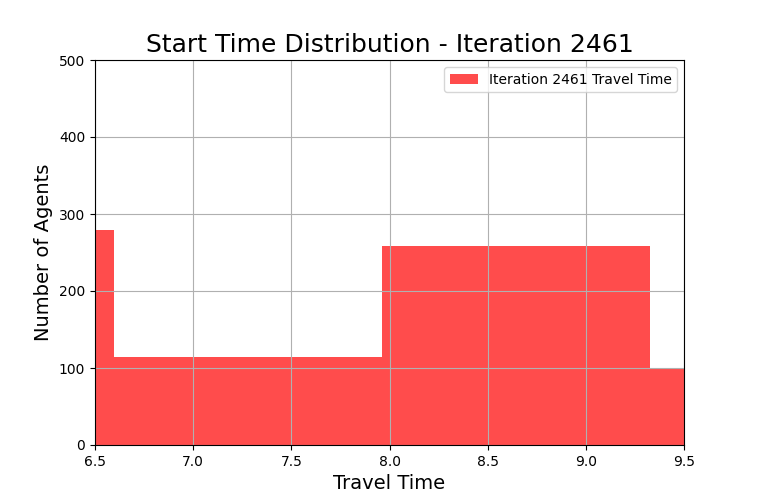 Start Time Distribution - Iteration 2461
Iteration 2461 Travel Time
Number of Agents
500
400
300
200
100
0
6.5 7.0 7.5 8.0 8.5 9.0 9.5
Travel Time